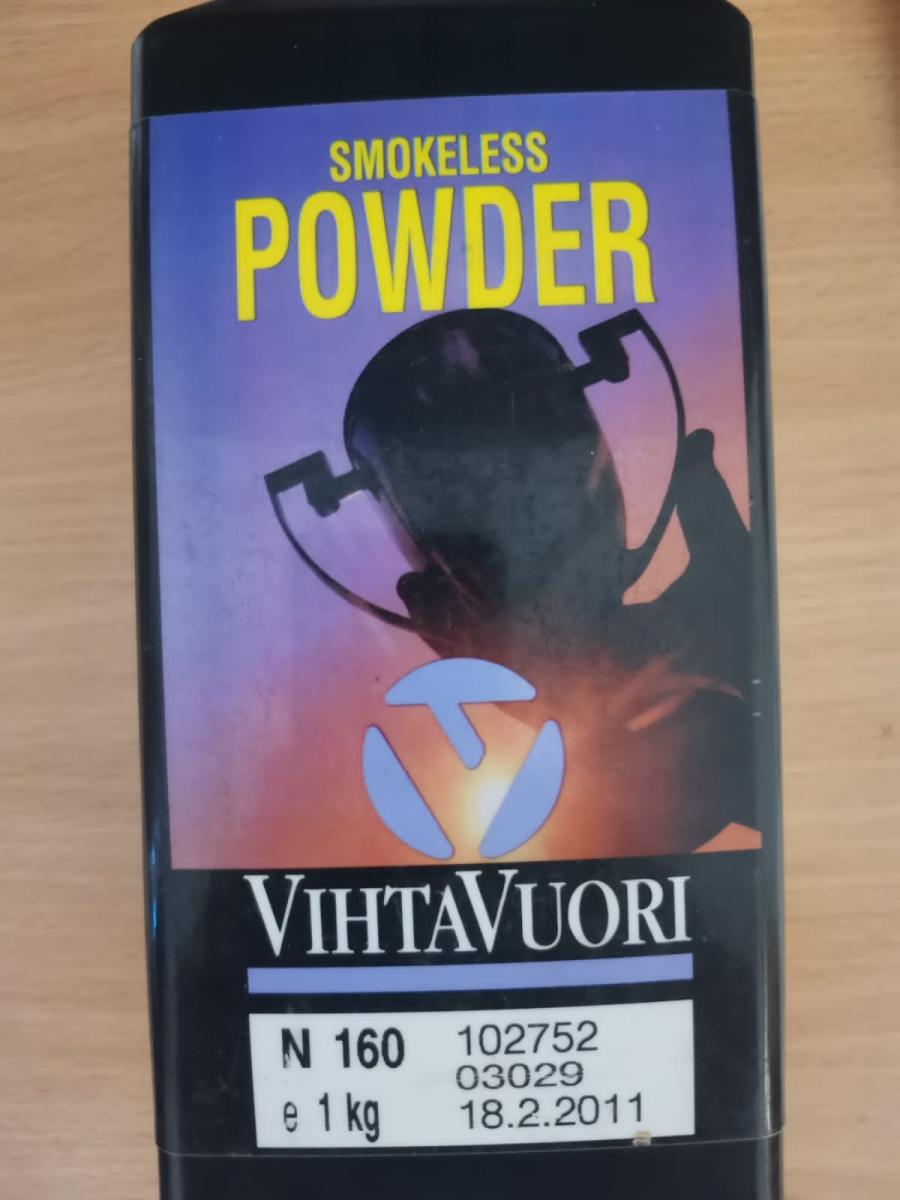 SMOKELESS
POWDER
VIHTAVUORI
N 160 102752
03029
e 1 kg 18.2.2011